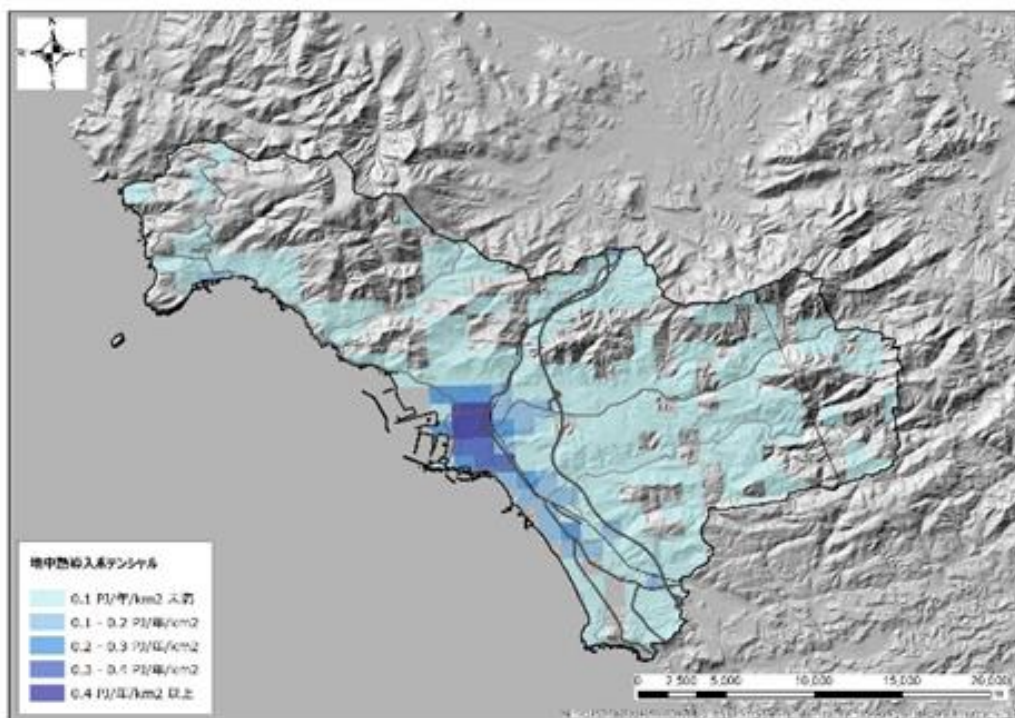 N
S
地中熱導入ポテンシャル
0.1 PJ/年/km2 未満
0.1 - 0.2 PJ/年/km2
0.2 - 0.3 PJ/年/km2
0.3 - 0.4 PJ/年/km2
0.4 PJ/年/km2 以上
0 2,500 5,000 10,000 15,000 20,000